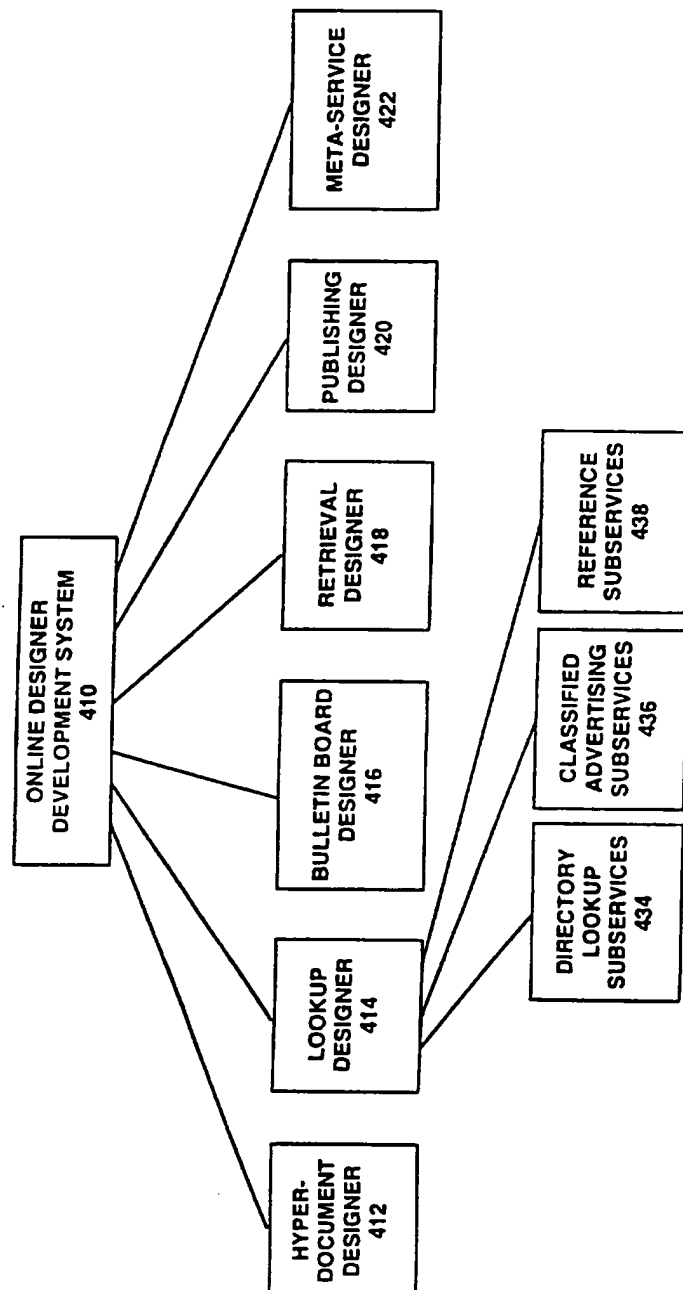 ONLINE DESIGNER
DEVELOPMENT SYSTEM
410
HYPER-
DOCUMENT
DESIGNER
412
LOOKUP
DESIGNER
414
BULLETIN BOARD
DESIGNER
416
RETRIEVAL
DESIGNER
418
PUBLISHING
DESIGNER
420
META-SERVICE
DESIGNER
422
DIRECTORY
LOOKUP
SUBSERVICES
434
CLASSIFIED
ADVERTISING
SUBSERVICES
436
REFERENCE
SUBSERVICES
438